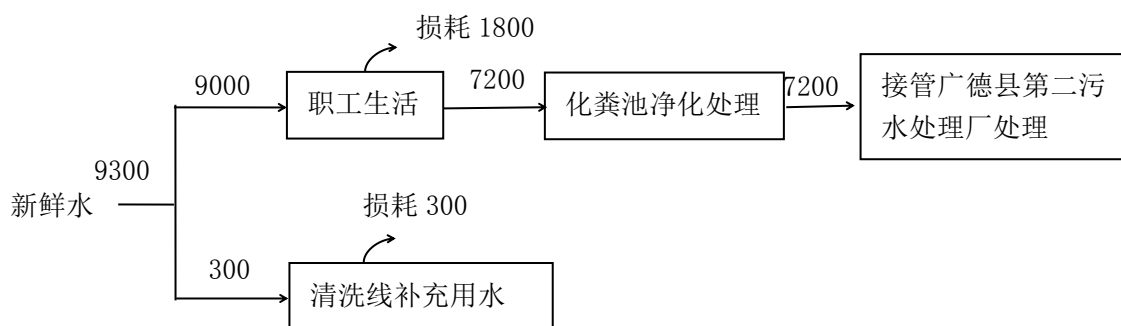 损耗 1800
9000
职工生活
7200
化粪池净化处理
7200
接管广德县第二污
水处理厂处理
9300
新鲜水
损耗 300
300
清洗线补充用水